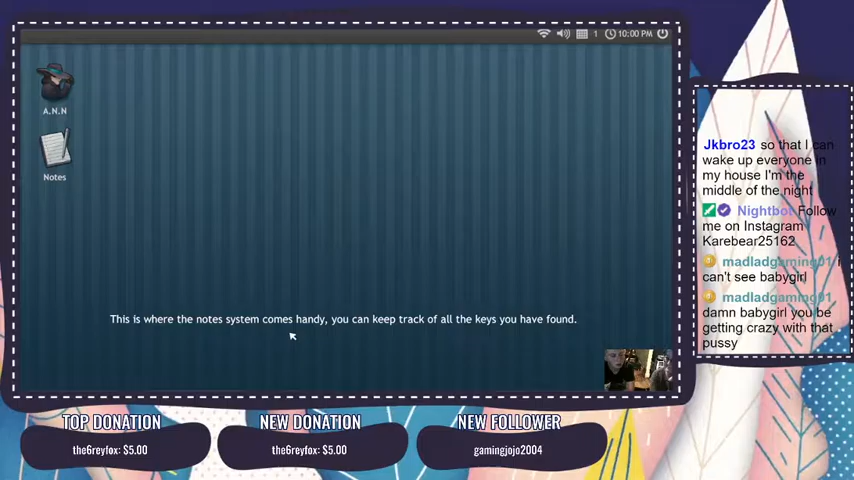 1 10:00 PM
A.N.N
Notes
This is where the notes system comes handy, you can keep track of all the keys you have found.
Jkbro23 so that I can
wake up everyone in
my house I'm the
middle of the night
Nightbot Follow
me on Instagram
Karebear25162
madladgaming01 i
can't see babygirl
madladgaming01
damn babygirl you be
getting crazy with that
pussy
TOP DONATION
the6reyfox: $5.00
NEW DONATION
the6reyfox: $5.00
NEW FOLLOWER
gamingjojo2004